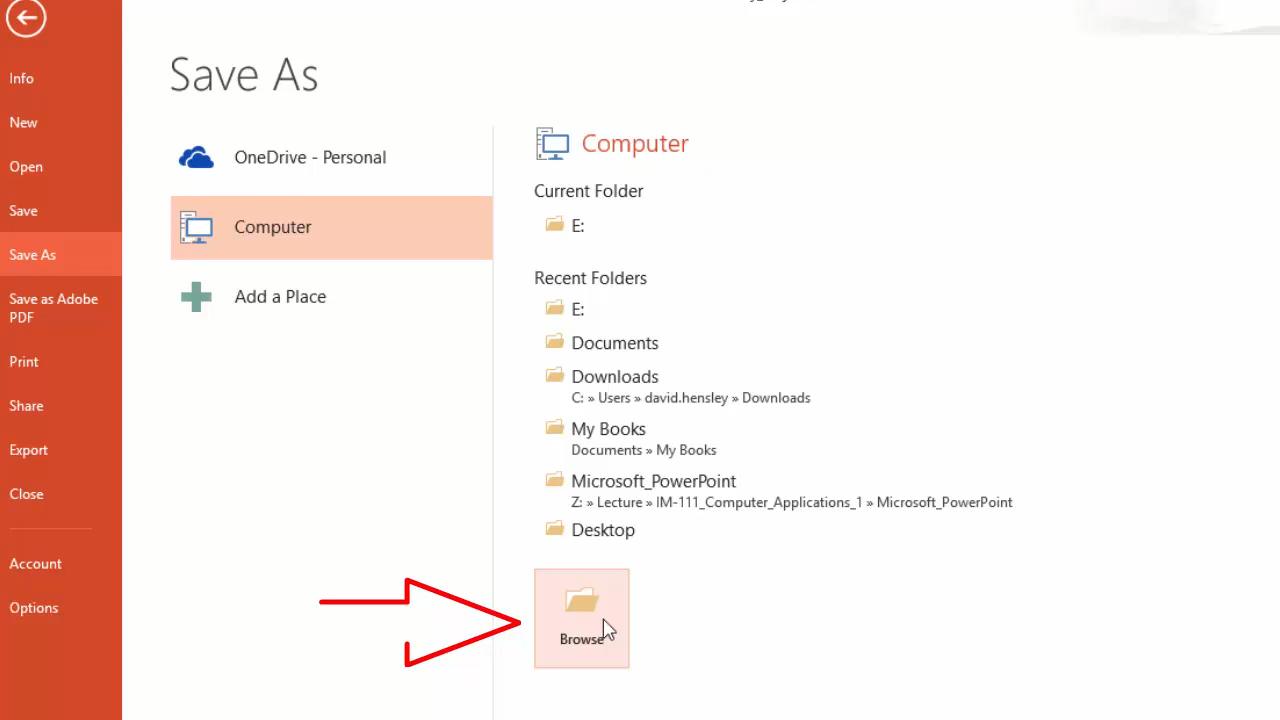 Save As
Info
New
Open
Save
Save As
Save as Adobe
PDF
Print
Share
Export
Close
Account
Options
OneDrive - Personal
Computer
Add a Place
Computer
Current Folder
E:
Recent Folders
E:
Documents
Downloads
C: » Users » david.hensley » Downloads
My Books
Documents » My Books
Microsoft_PowerPoint
Z: » Lecture » IM-111_Computer_Applications_1 » Microsoft_PowerPoint
Desktop
Browse